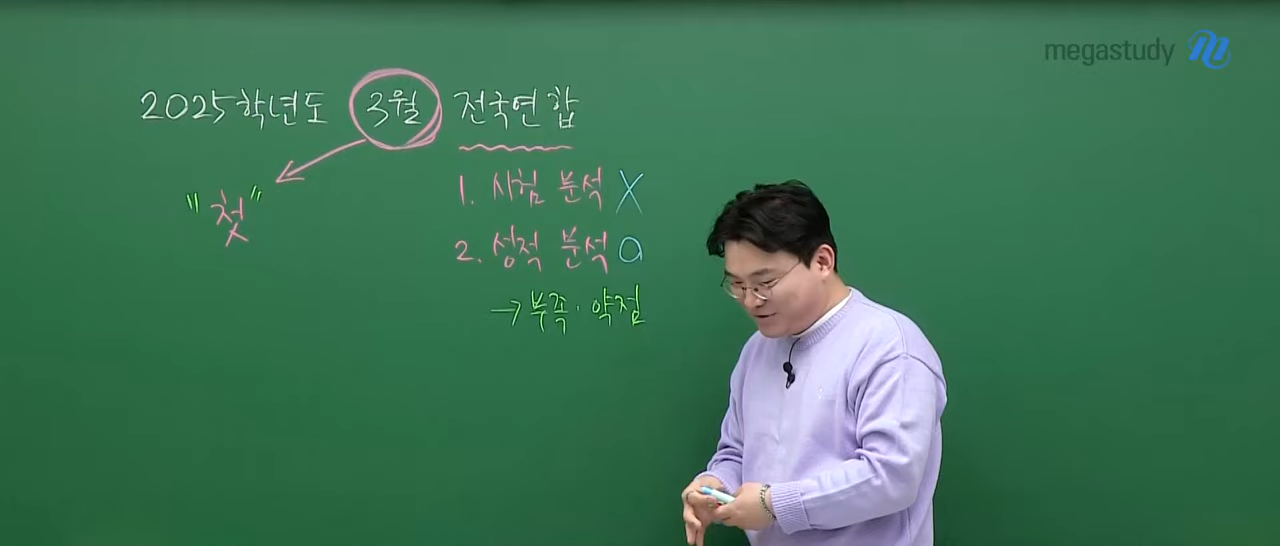 megastudy
2025학년도 3월 전국연합
"첫"
1. 시험 분석 X
2. 성적 분석 O
→ 부족·약점